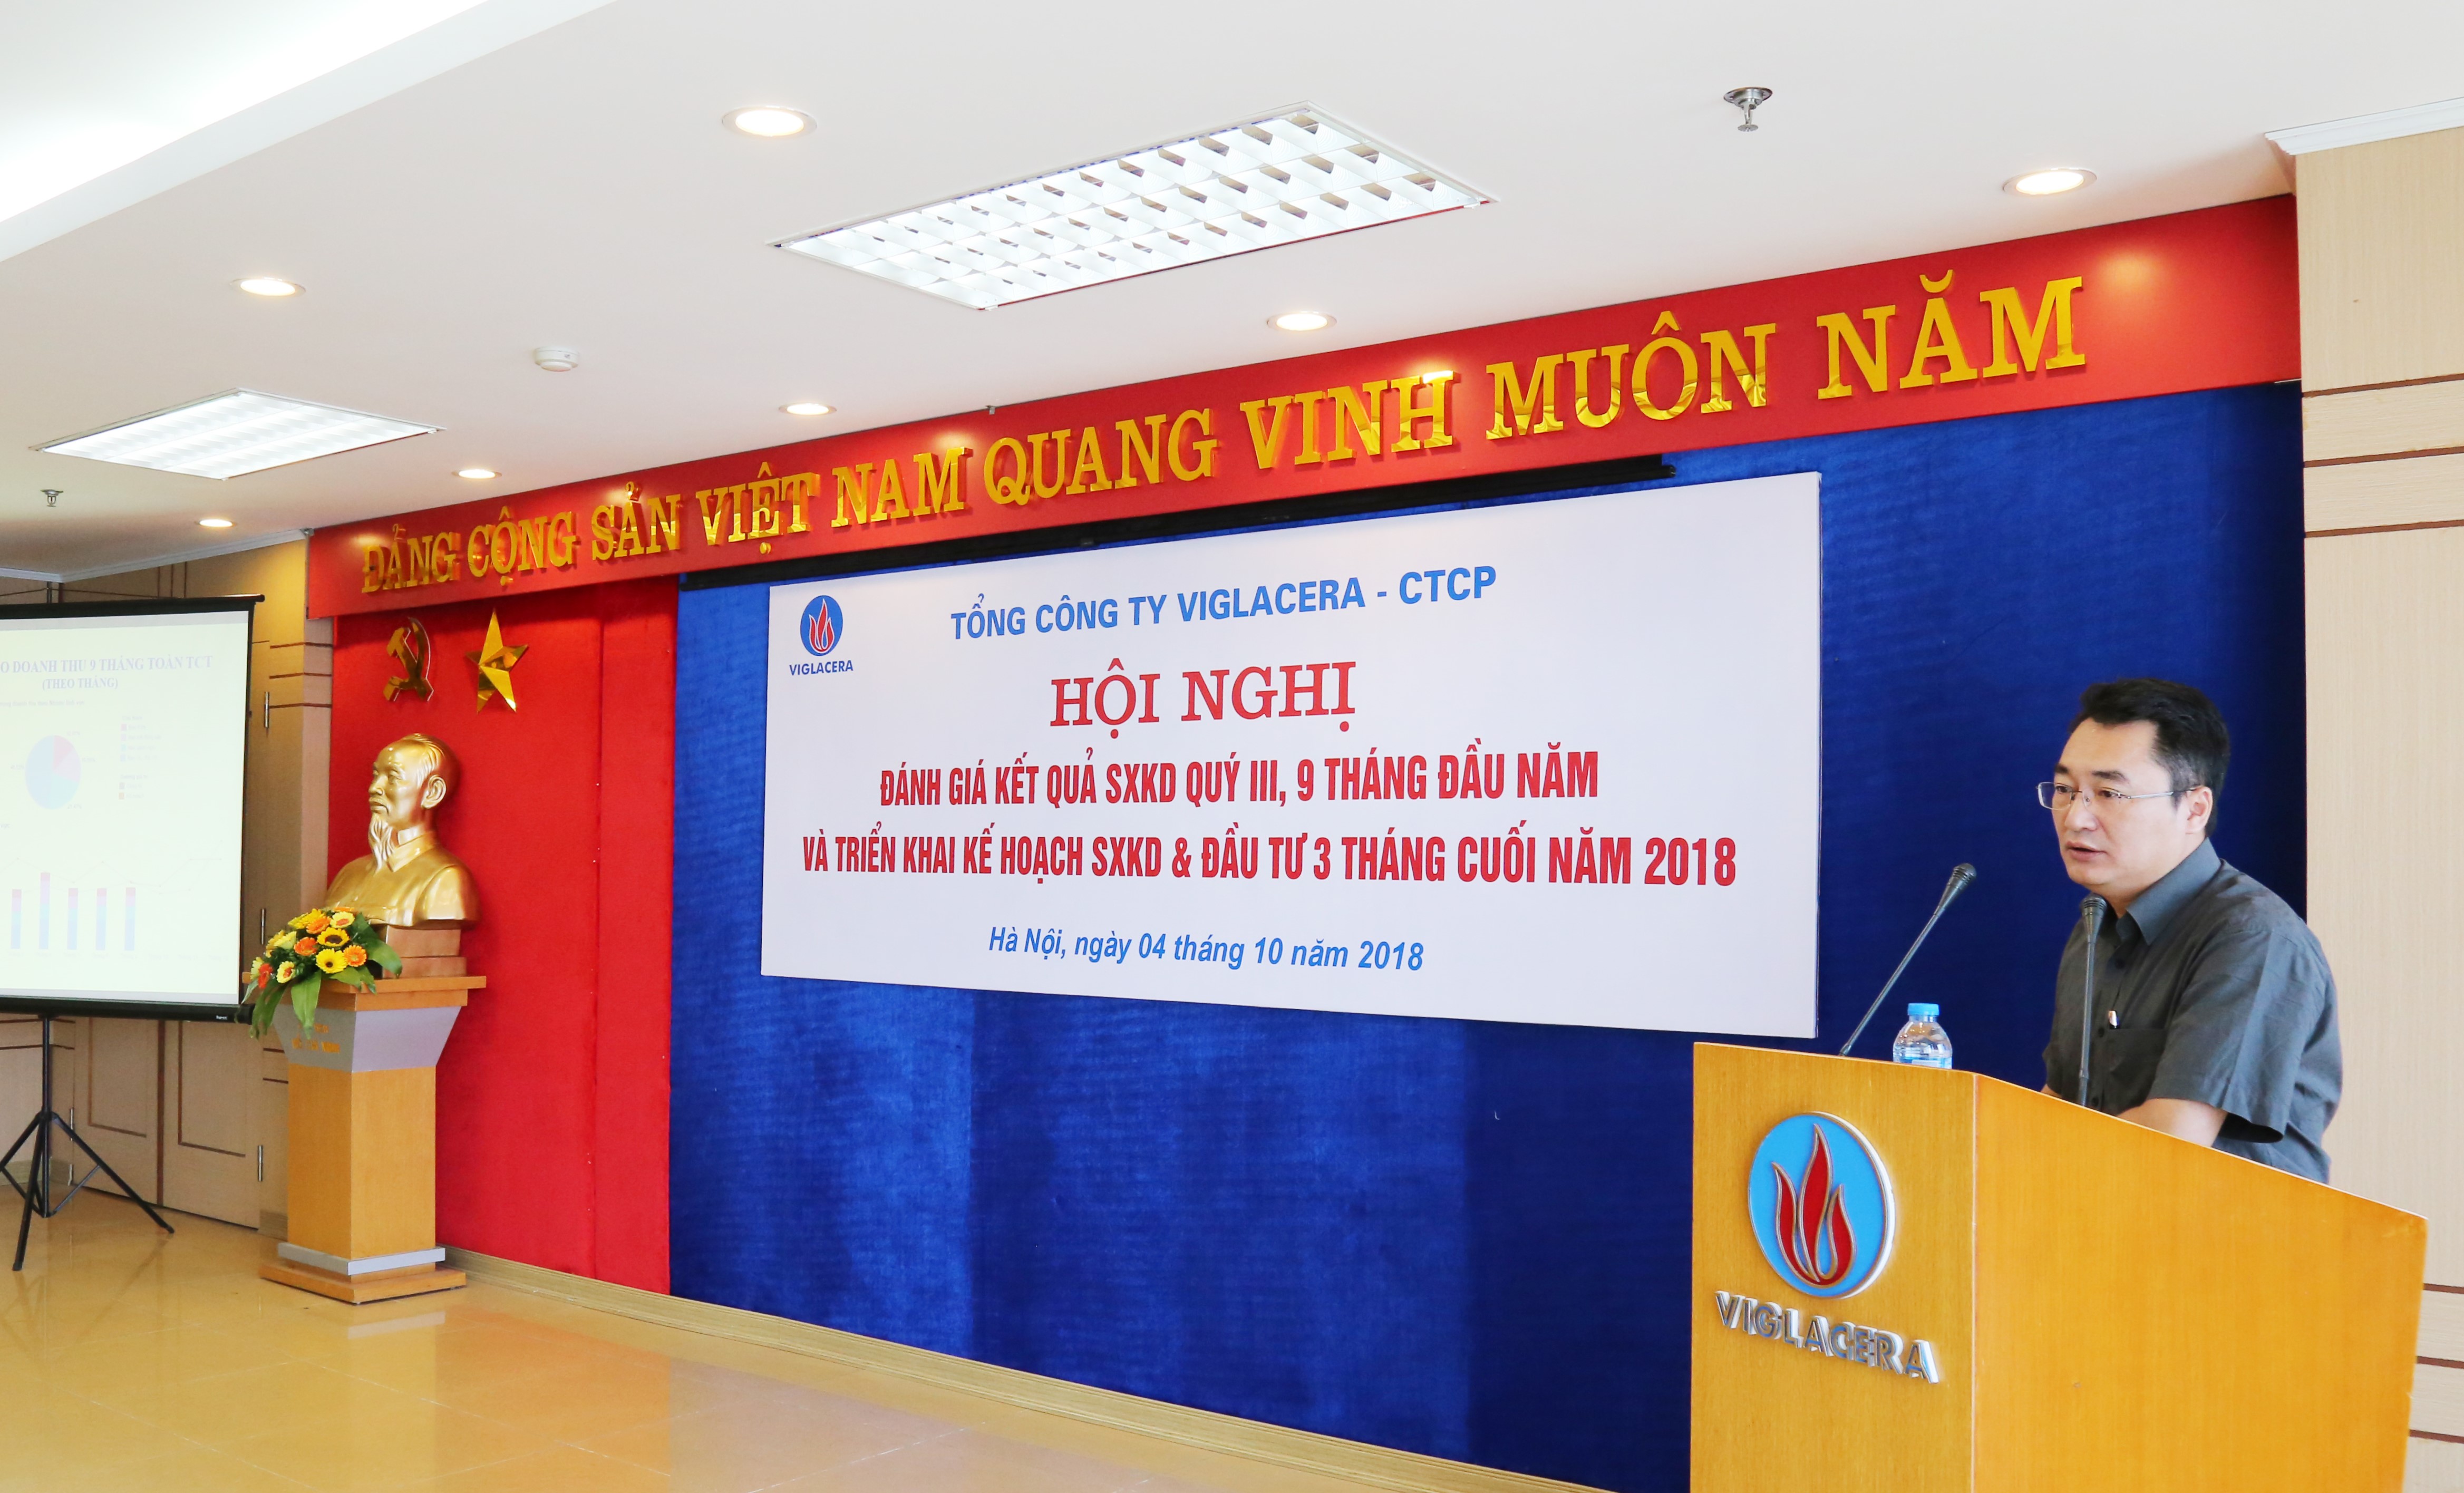 ĐẢNG CỘNG SẢN VIỆT NAM QUANG VINH MUÔN NĂM
VIGLACERA
TỔNG CÔNG TY VIGLACERA - CTCP
HỘI NGHỊ
ĐÁNH GIÁ KẾT QUẢ SXKD QUÝ III, 9 THÁNG ĐẦU NĂM
VÀ TRIỂN KHAI KẾ HOẠCH SXKD & ĐẦU TƯ 3 THÁNG CUỐI NĂM 2018
Hà Nội, ngày 04 tháng 10 năm 2018
O DOANH THU 9 THÁNG TOÀN TCT
(THEO THÁNG)
VIGLACERA